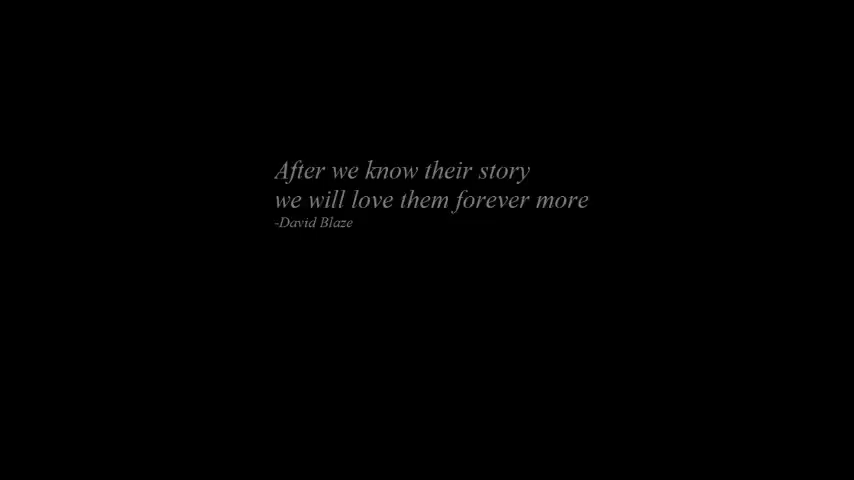 After we know their story
we will love them forever more
-David Blaze